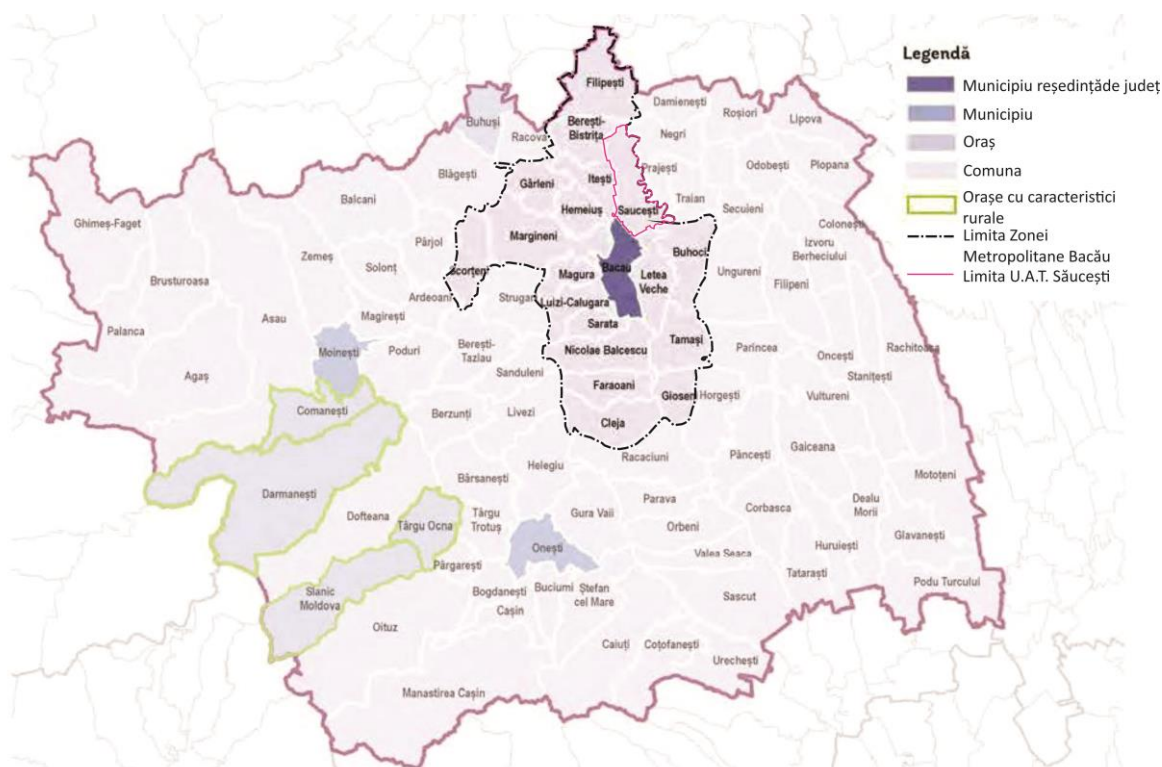 Legendă
Municipiu reședințăde județ
Municipiu
Oraș
Comuna
Orașe cu caracteristici
rurale
Limita Zonei
Metropolitane Bacău
Limita U.A.T. Săucești
Filipești
Damienești
Roșiori
Lipova
Buhuși
Racova
Berești-
Bistrița
Negri
Blăgești
Itești
Prajești
Odobești
Plopana
Gârleni
Balcani
Traian
Hemeiuș
Saucești
Secuieni
Ghimeș-Faget
Colonești
Pârjol
Margineni
Izvoru
Berheciului
Zemeș
Solonț
Buhoci
Brusturoasa
Scorțeni
Magura
Bacau
Letea
Veche
Ungureni
Filipeni
Ardeoani
Strugari
Luizi-Calugara
Asau
Magirești
Sarata
Palanca
Moinești
Poduri
Berești-
Tazlau
Nicolae Balcescu
Tamași
Parincea
Oncești
Rachitoasa
Sanduleni
Agaș
Stanițești
Faraoani
Comanești
Gioseni
Horgești
Vultureni
Berzunți
Livezi
Cleja
Gaiceana
Racaciuni
Pâncești
Helegiu
Bârsanești
Motoțeni
Darmanești
Parava
Dofteana
Târgu Ocna
Târgu
Trotuș
Gura Vaii
Corbasca
Dealu
Morii
Orbeni
Glavanești
Onești
Valea Seaca
Huruiești
Pârgarești
Tatarăști
Podu Turcului
Slanic
Moldova
Bogdanești
Buciumi
Ștefan
cel Mare
Cașin
Sascut
Oituz
Caiuți
Coțofanești
Urechești
Manastirea Cașin